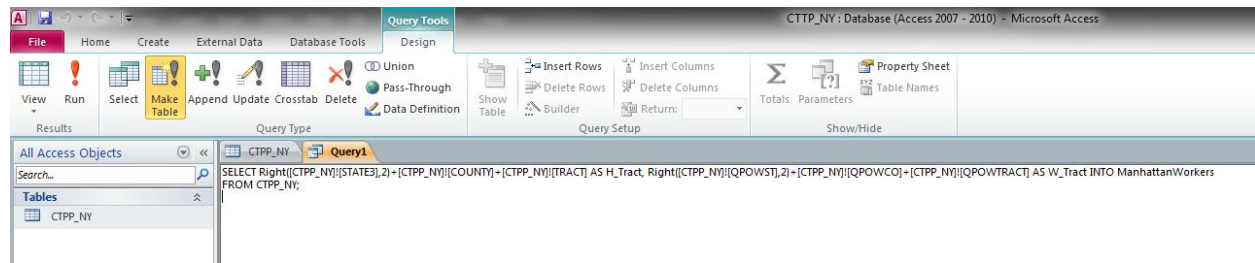 A
CTTP_NY : Database (Access 2007 - 2010) - Microsoft Access
Query Tools
File Home Create External Data Database Tools Design
View Run Select Make Table Append Update Crosstab Delete
Union
Pass-Through
Data Definition
Show Table
Insert Rows
Delete Rows
Builder
Insert Columns
Delete Columns
Return:
Totals Parameters
Property Sheet
Table Names
Results Query Type Query Setup Show/Hide
All Access Objects
CTPP_NY Query1
Search...
Tables
CTPP_NY
SELECT Right([CTPP_NY]![STATE3],2)+[CTPP_NY]![COUNTY]+[CTPP_NY]![TRACT] AS H_Tract, Right([CTPP_NY]![QPOWST],2)+[CTPP_NY]![QPOWCO]+[CTPP_NY]![QPOWTRACT] AS W_Tract INTO ManhattanWorkers
FROM CTPP_NY;